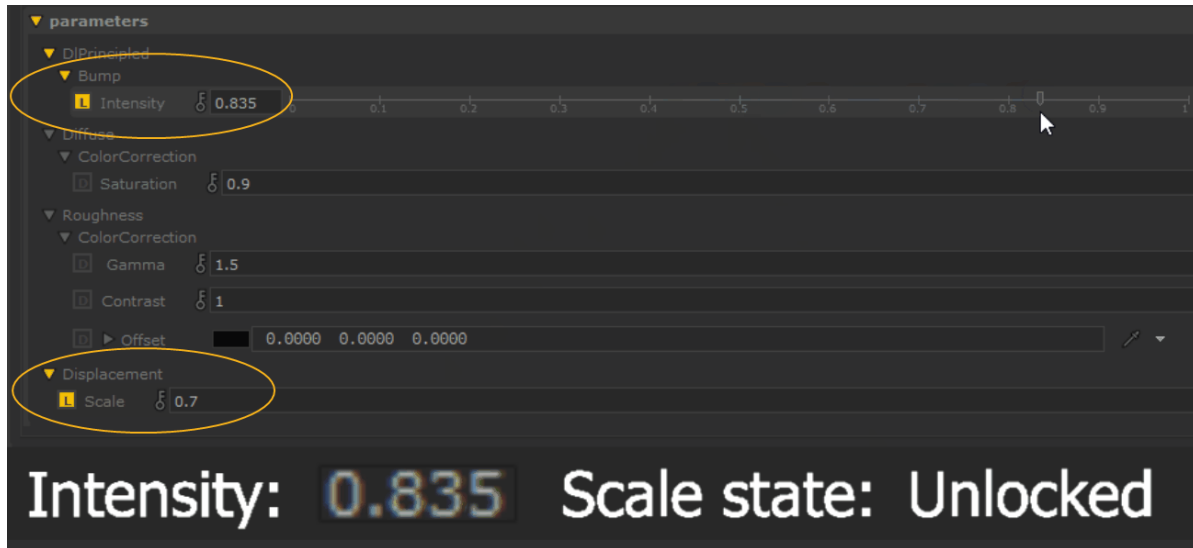 parameters
DlPrincipled
Bump
L Intensity 0.835 0 0.1 0.2 0.3 0.4 0.5 0.6 0.7 0.8 0.9 1
Diffuse
ColorCorrection
D Saturation 0.9
Roughness
ColorCorrection
D Gamma 1.5
D Contrast 1
D Offset 0.0000 0.0000 0.0000
Displacement
L Scale 0.7
Intensity: 0.835 Scale state: Unlocked